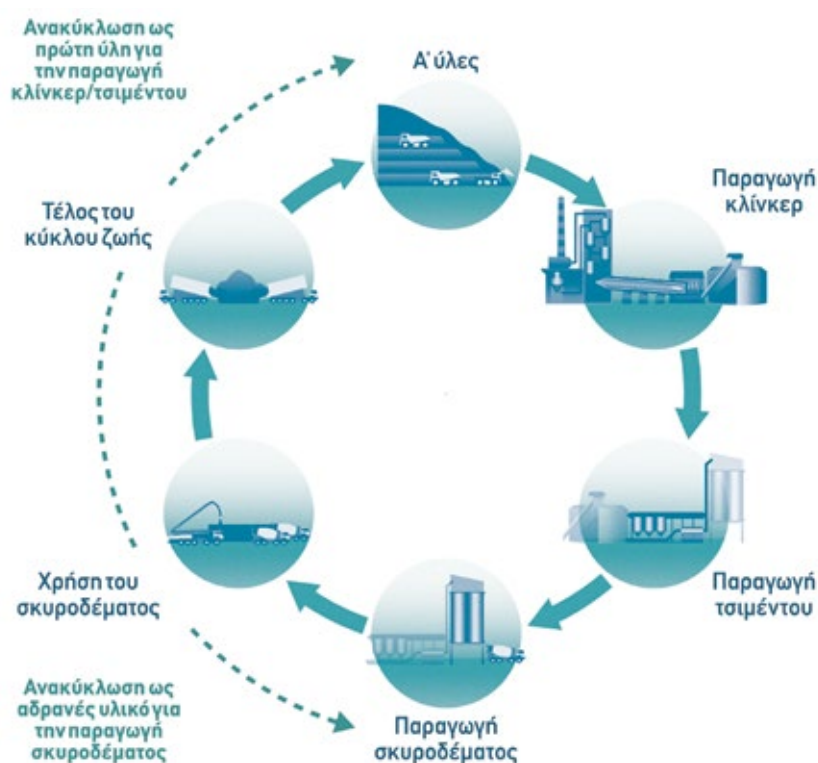 Ανακύκλωση ως
πρώτη ύλη για
την παραγωγή
κλίνκερ/τσιμέντου
Α' ύλες
Παραγωγή
κλίνκερ
Τέλος του
κύκλου ζωής
Χρήση του
σκυροδέματος
Παραγωγή
τσιμέντου
Ανακύκλωση ως
αδρανές υλικό για
την παραγωγή
σκυροδέματος
Παραγωγή
σκυροδέματος